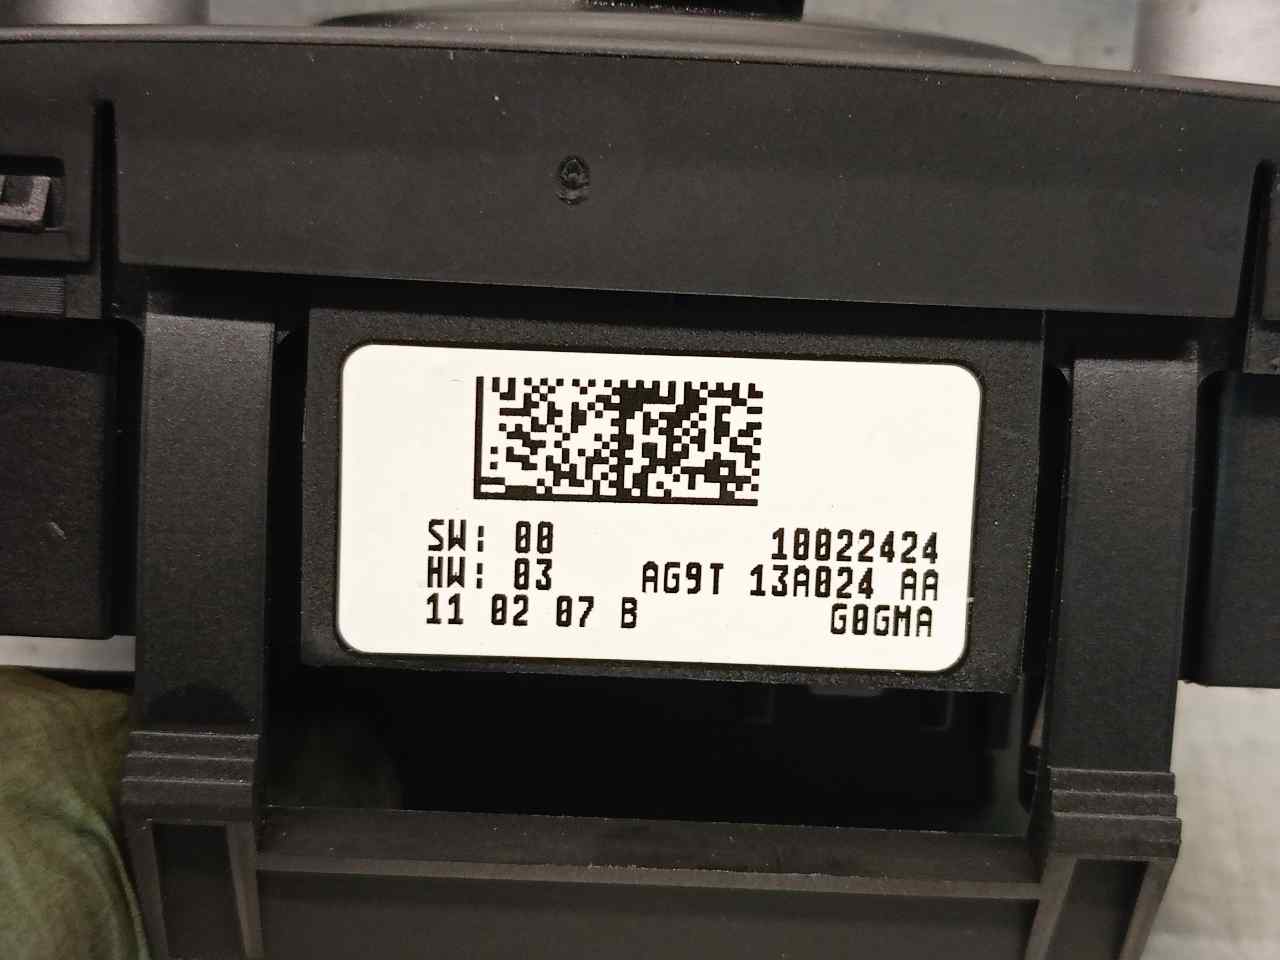 SW: 00
10022424
HW: 03
AG9T 13A024 AA
11 02 07 B
G0GMA